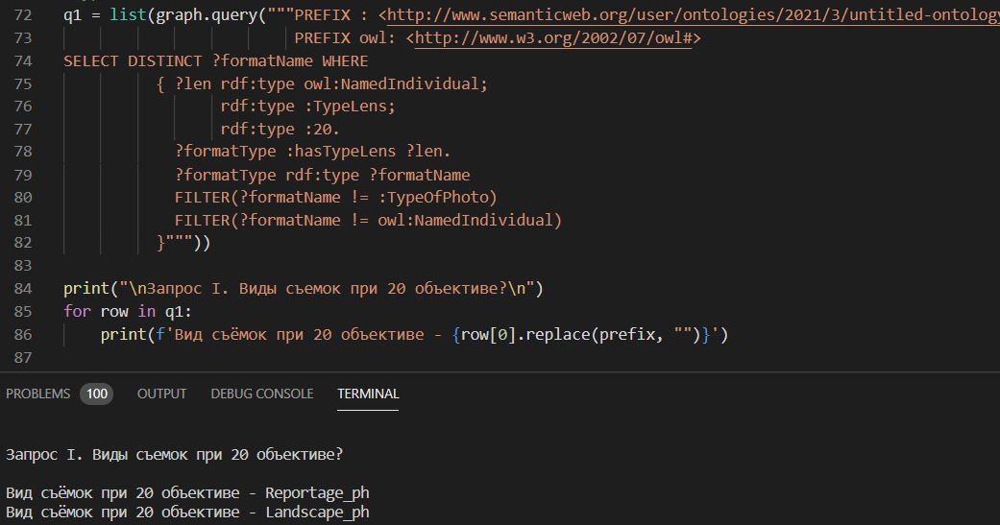 72 q1 = list(graph.query("""PREFIX : <http://www.semanticweb.org/user/ontologies/2021/3/untitled-ontology
73 PREFIX owl: <http://www.w3.org/2002/07/owl#>
74 SELECT DISTINCT ?formatName WHERE
75 { ?len rdf:type owl:NamedIndividual;
76 rdf:type :TypeLens;
77 rdf:type :20.
78 ?formatType :hasTypeLens ?len.
79 ?formatType rdf:type ?formatName
80 FILTER(?formatName != :TypeOfPhoto)
81 FILTER(?formatName != owl:NamedIndividual)
82 }"""))
83
84 print("\nЗапрос I. Виды съемок при 20 объективе?\n")
85 for row in q1:
86 print(f'Вид съёмок при 20 объективе - {row[0].replace(prefix, "")}')
87
PROBLEMS 100 OUTPUT DEBUG CONSOLE TERMINAL
Запрос I. Виды съемок при 20 объективе?
Вид съёмок при 20 объективе - Reportage_ph
Вид съёмок при 20 объективе - Landscape_ph